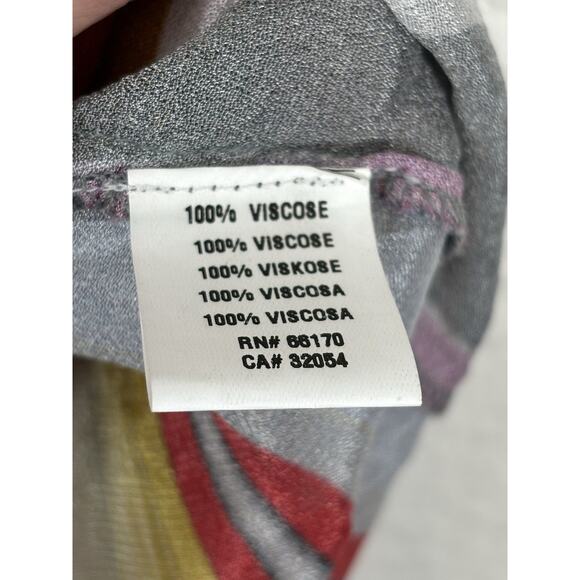 100% VISCOSE
100% VISCOSE
100% VISKOSE
100% VISCOSA
100% VISCOSA
RN# 66170
CA# 32054